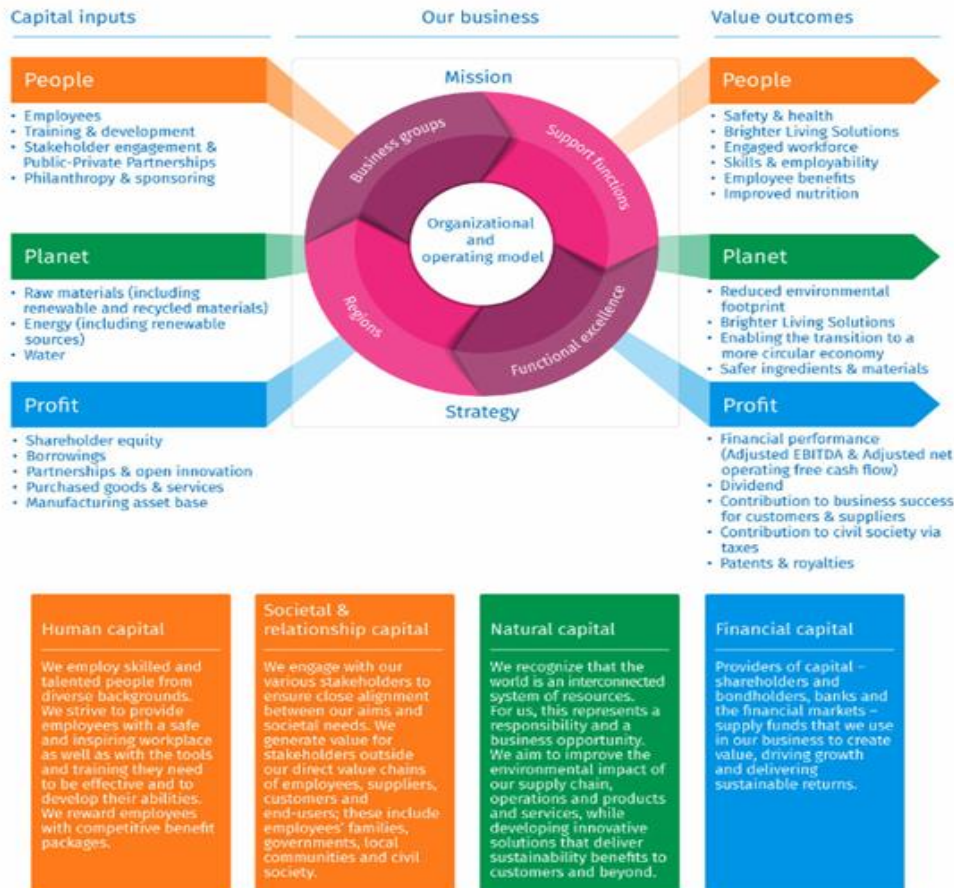 Capital inputs
Our business
Value outcomes
People
• Employees
• Training & development
• Stakeholder engagement &
Public-Private Partnerships
• Philanthropy & sponsoring
Planet
• Raw materials (including
renewable and recycled materials)
• Energy (including renewable
sources)
• Water
Profit
• Shareholder equity
• Borrowings
• Partnerships & open innovation
• Purchased goods & services
• Manufacturing asset base
Mission
Business groups
Support functions
Organizational
and
operating model
Regions
Functional excellence
Strategy
People
• Safety & health
• Brighter Living Solutions
• Engaged workforce
• Skills & employability
• Employee benefits
• Improved nutrition
Planet
• Reduced environmental
footprint
• Brighter Living Solutions
• Enabling the transition to a
more circular economy
• Safer ingredients & materials
Profit
• Financial performance
(Adjusted EBITDA & Adjusted net
operating free cash flow)
• Dividend
• Contribution to business success
for customers & suppliers
• Contribution to civil society via
taxes
• Patents & royalties
Human capital
We employ skilled and
talented people from
diverse backgrounds.
We strive to provide
employees with a safe
and inspiring workplace
as well as with the tools
and training they need
to be effective and to
develop their abilities.
We reward employees
with competitive benefit
packages.
Societal &
relationship capital
We engage with our
various stakeholders to
ensure close alignment
between our aims and
societal needs. We
generate value for
stakeholders outside
our direct value chains
of employees, suppliers,
customers and
end-users; these include
employees' families,
governments, local
communities and civil
society.
Natural capital
We recognize that the
world is an interconnected
system of resources.
For us, this represents a
responsibility and a
business opportunity.
We aim to improve the
environmental impact of
our supply chain,
operations and products
and services, while
developing innovative
solutions that deliver
sustainability benefits to
customers and beyond.
Financial capital
Providers of capital –
shareholders and
bondholders, banks and
the financial markets –
supply funds that we use
in our business to create
value, driving growth
and delivering
sustainable returns.